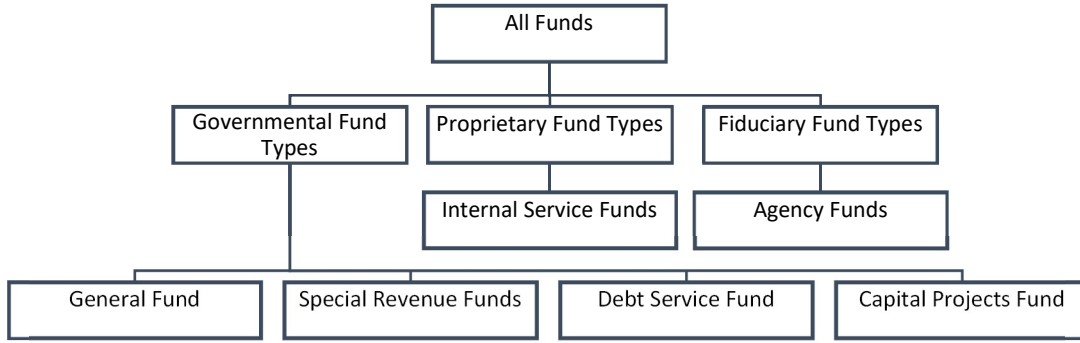 All Funds
Governmental Fund
Types
Proprietary Fund Types
Fiduciary Fund Types
Internal Service Funds
Agency Funds
General Fund
Special Revenue Funds
Debt Service Fund
Capital Projects Fund